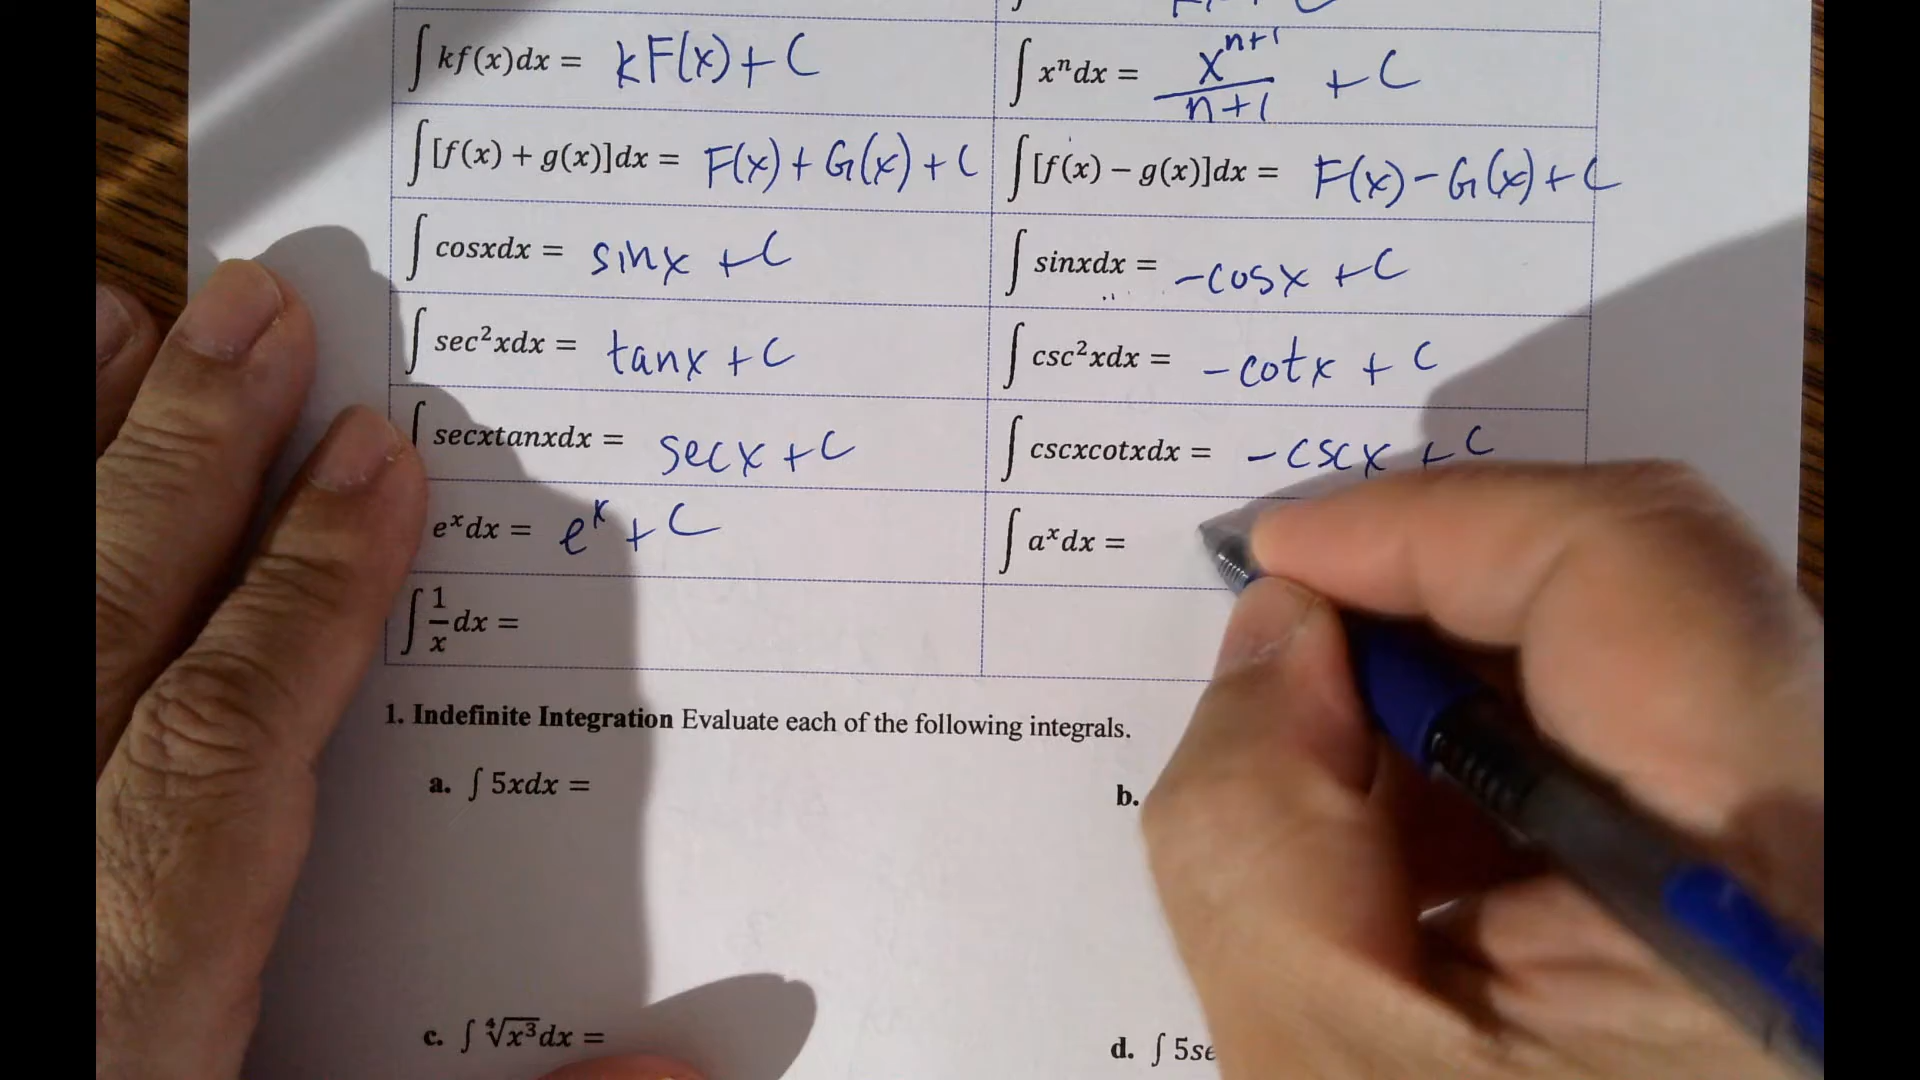 ∫ kf(x)dx = kF(x) + C
∫ xⁿdx = xⁿ⁺¹/n+1 + C
∫ [f(x) + g(x)]dx = F(x) + G(x) + C
∫ [f(x) − g(x)]dx = F(x) − G(x) + C
∫ cosxdx = sinx + C
∫ sinxdx = -cosx + C
∫ sec²xdx = tanx + C
∫ csc²xdx = -cotx + C
∫ secxtanxdx = secx + C
∫ cscxcotxdx = -cscx + C
eˣdx = eˣ + C
∫ aˣdx =
∫ 1/x dx =
1. Indefinite Integration Evaluate each of the following integrals.
a. ∫ 5xdx =
b.
c. ∫ ∜x³dx =
d. ∫ 5se